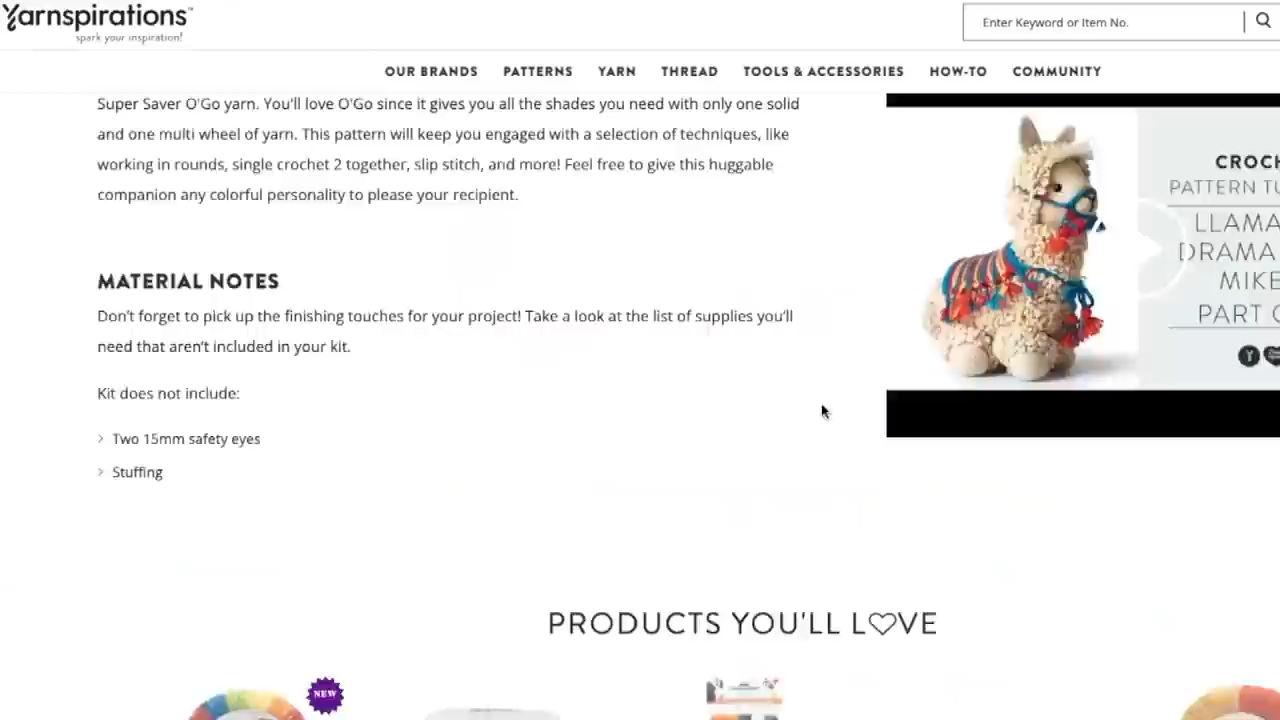 Yarnspirations™
spark your inspiration!
Enter Keyword or Item No.
OUR BRANDS PATTERNS YARN THREAD TOOLS & ACCESSORIES HOW-TO COMMUNITY
Super Saver O'Go yarn. You'll love O'Go since it gives you all the shades you need with only one solid
and one multi wheel of yarn. This pattern will keep you engaged with a selection of techniques, like
working in rounds, single crochet 2 together, slip stitch, and more! Feel free to give this huggable
companion any colorful personality to please your recipient.
MATERIAL NOTES
Don't forget to pick up the finishing touches for your project! Take a look at the list of supplies you'll
need that aren't included in your kit.
Kit does not include:
Two 15mm safety eyes
Stuffing
CROCH
PATTERN TU
LLAMA
DRAMA
MIKE
PART O
PRODUCTS YOU'LL L♡VE
NEW